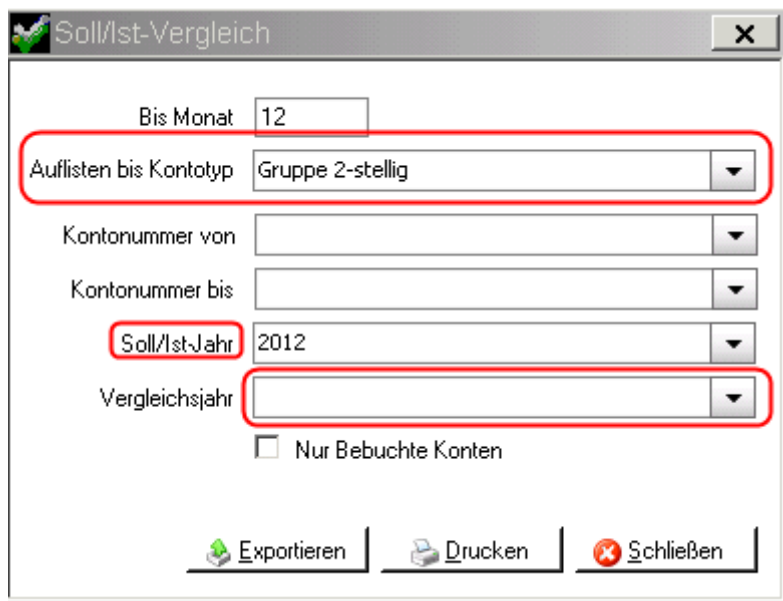 Soll/Ist-Vergleich
Bis Monat 12
Auflisten bis Kontotyp Gruppe 2-stellig
Kontonummer von
Kontonummer bis
Soll/Ist-Jahr 2012
Vergleichsjahr
Nur Bebuchte Konten
Exportieren Drucken Schließen